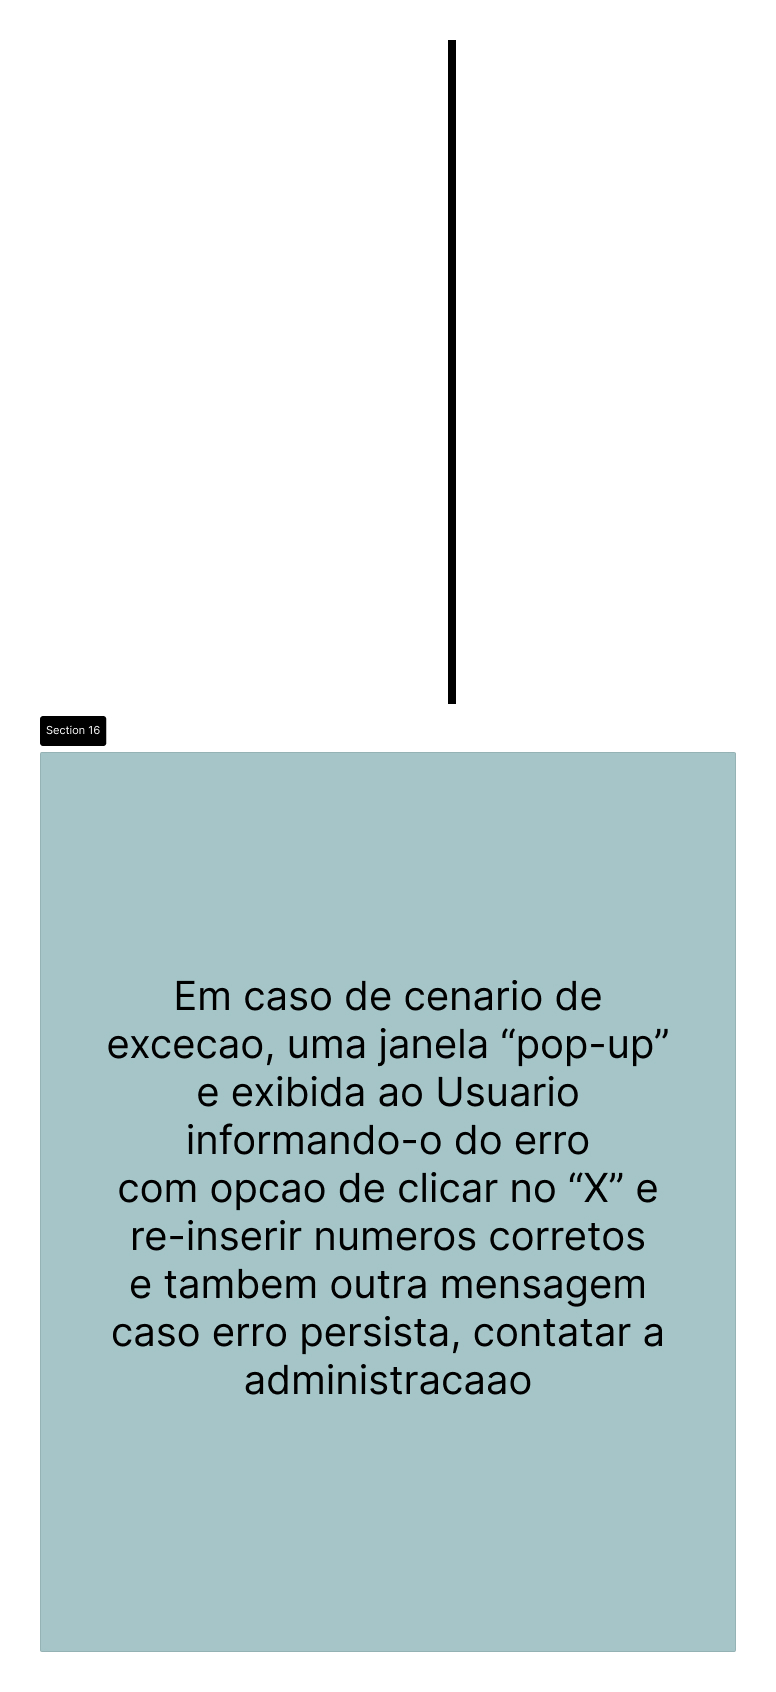 Section 16
Em caso de cenario de
excecao, uma janela “pop-up”
e exibida ao Usuario
informando-o do erro
com opcao de clicar no “X” e
re-inserir numeros corretos
e tambem outra mensagem
caso erro persista, contatar a
administracaao